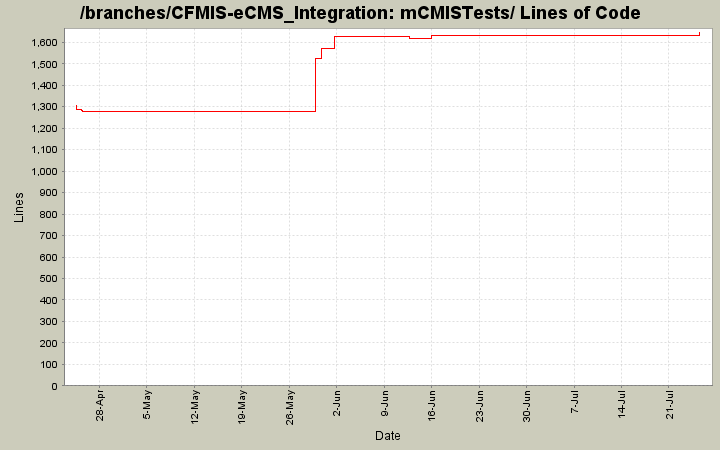 /branches/CFMIS-eCMS_Integration: mCMISTests/ Lines of Code
1,600
1,500
1,400
1,300
1,200
1,100
1,000
900
800
700
600
500
400
300
200
100
0
Lines
28-Apr
5-May
12-May
19-May
26-May
2-Jun
9-Jun
16-Jun
23-Jun
30-Jun
7-Jul
14-Jul
21-Jul
Date